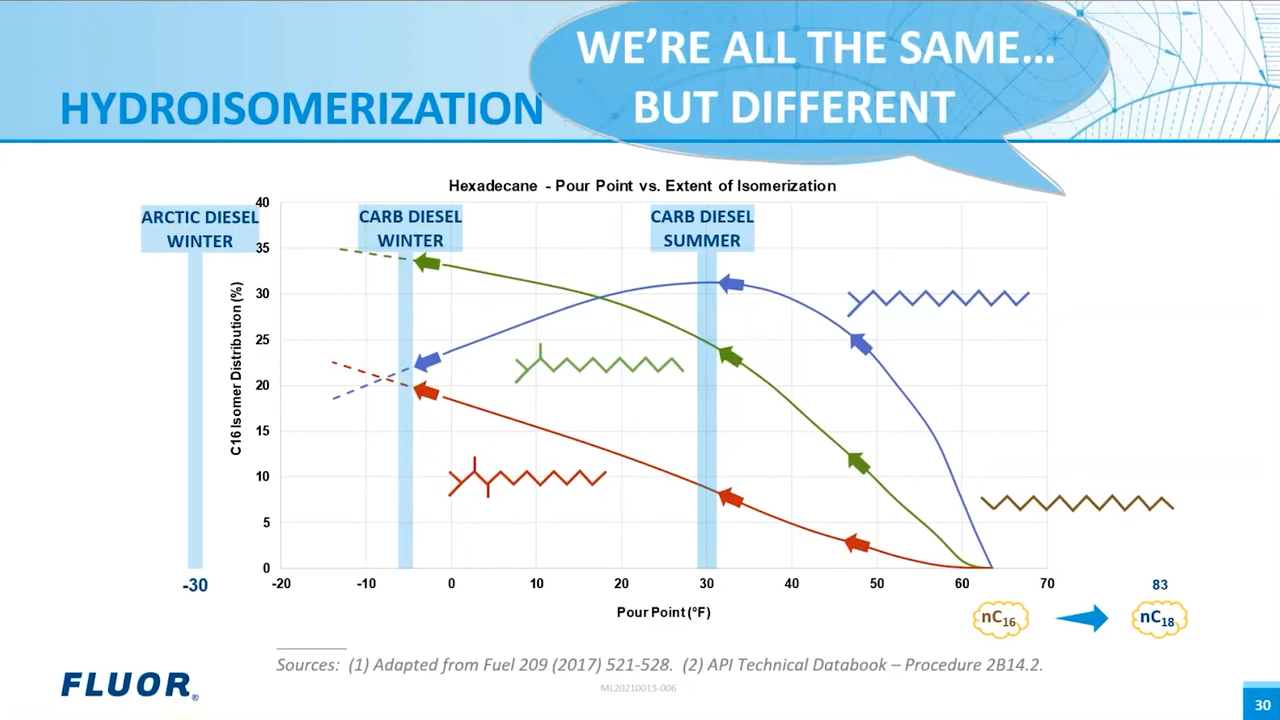 WE'RE ALL THE SAME...
BUT DIFFERENT
HYDROISOMERIZATION
Hexadecane - Pour Point vs. Extent of Isomerization
ARCTIC DIESEL
WINTER
CARB DIESEL
WINTER
CARB DIESEL
SUMMER
C16 Isomer Distribution (%)
40
35
30
25
20
15
10
5
0
-30
-20
-10
0
10
20
30
40
50
60
70
83
Pour Point (°F)
nC16
nC18
Sources: (1) Adapted from Fuel 209 (2017) 521-528. (2) API Technical Databook – Procedure 2B14.2.
ML20210013-006
FLUOR®
30